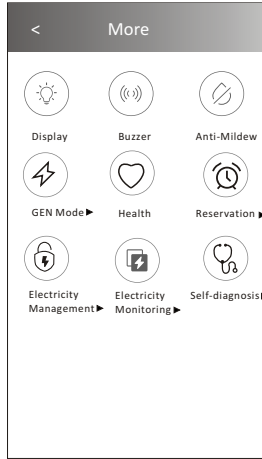 < More
Display Buzzer Anti-Mildew
GEN Mode▶ Health Reservation▶
Electricity Electricity Self-diagnosis▶
Management▶ Monitoring▶